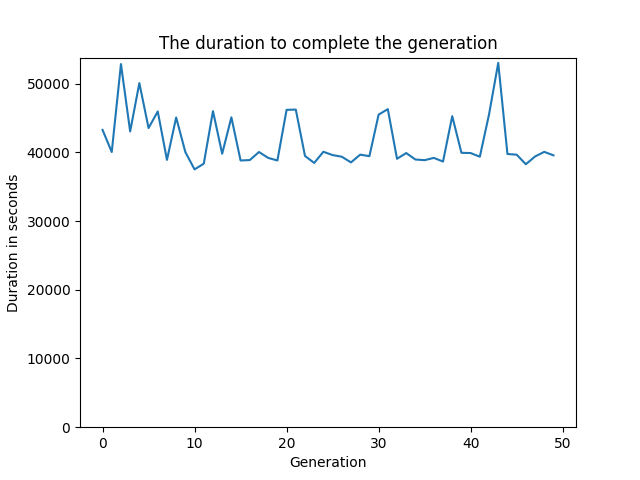 The duration to complete the generation
Duration in seconds
50000
40000
30000
20000
10000
0
0 10 20 30 40 50
Generation